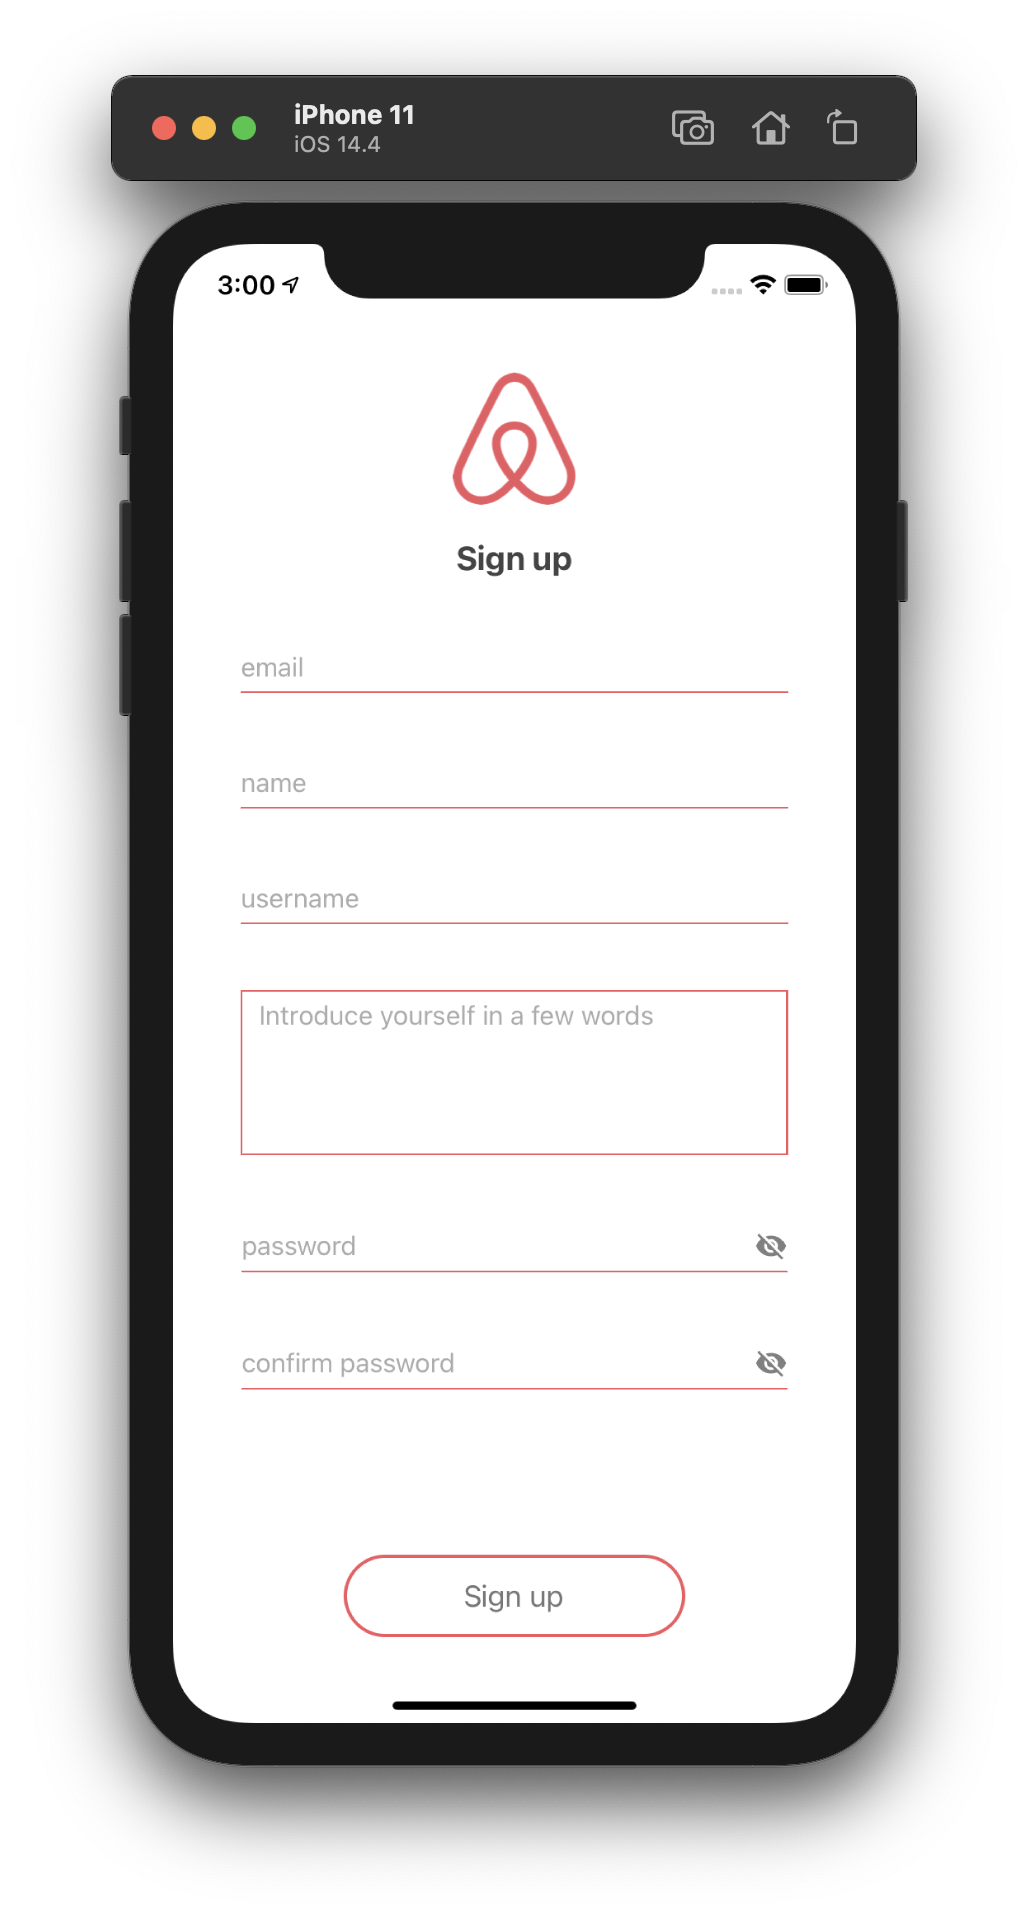 iPhone 11
iOS 14.4
3:00
Sign up
email
name
username
Introduce yourself in a few words
password
confirm password
Sign up